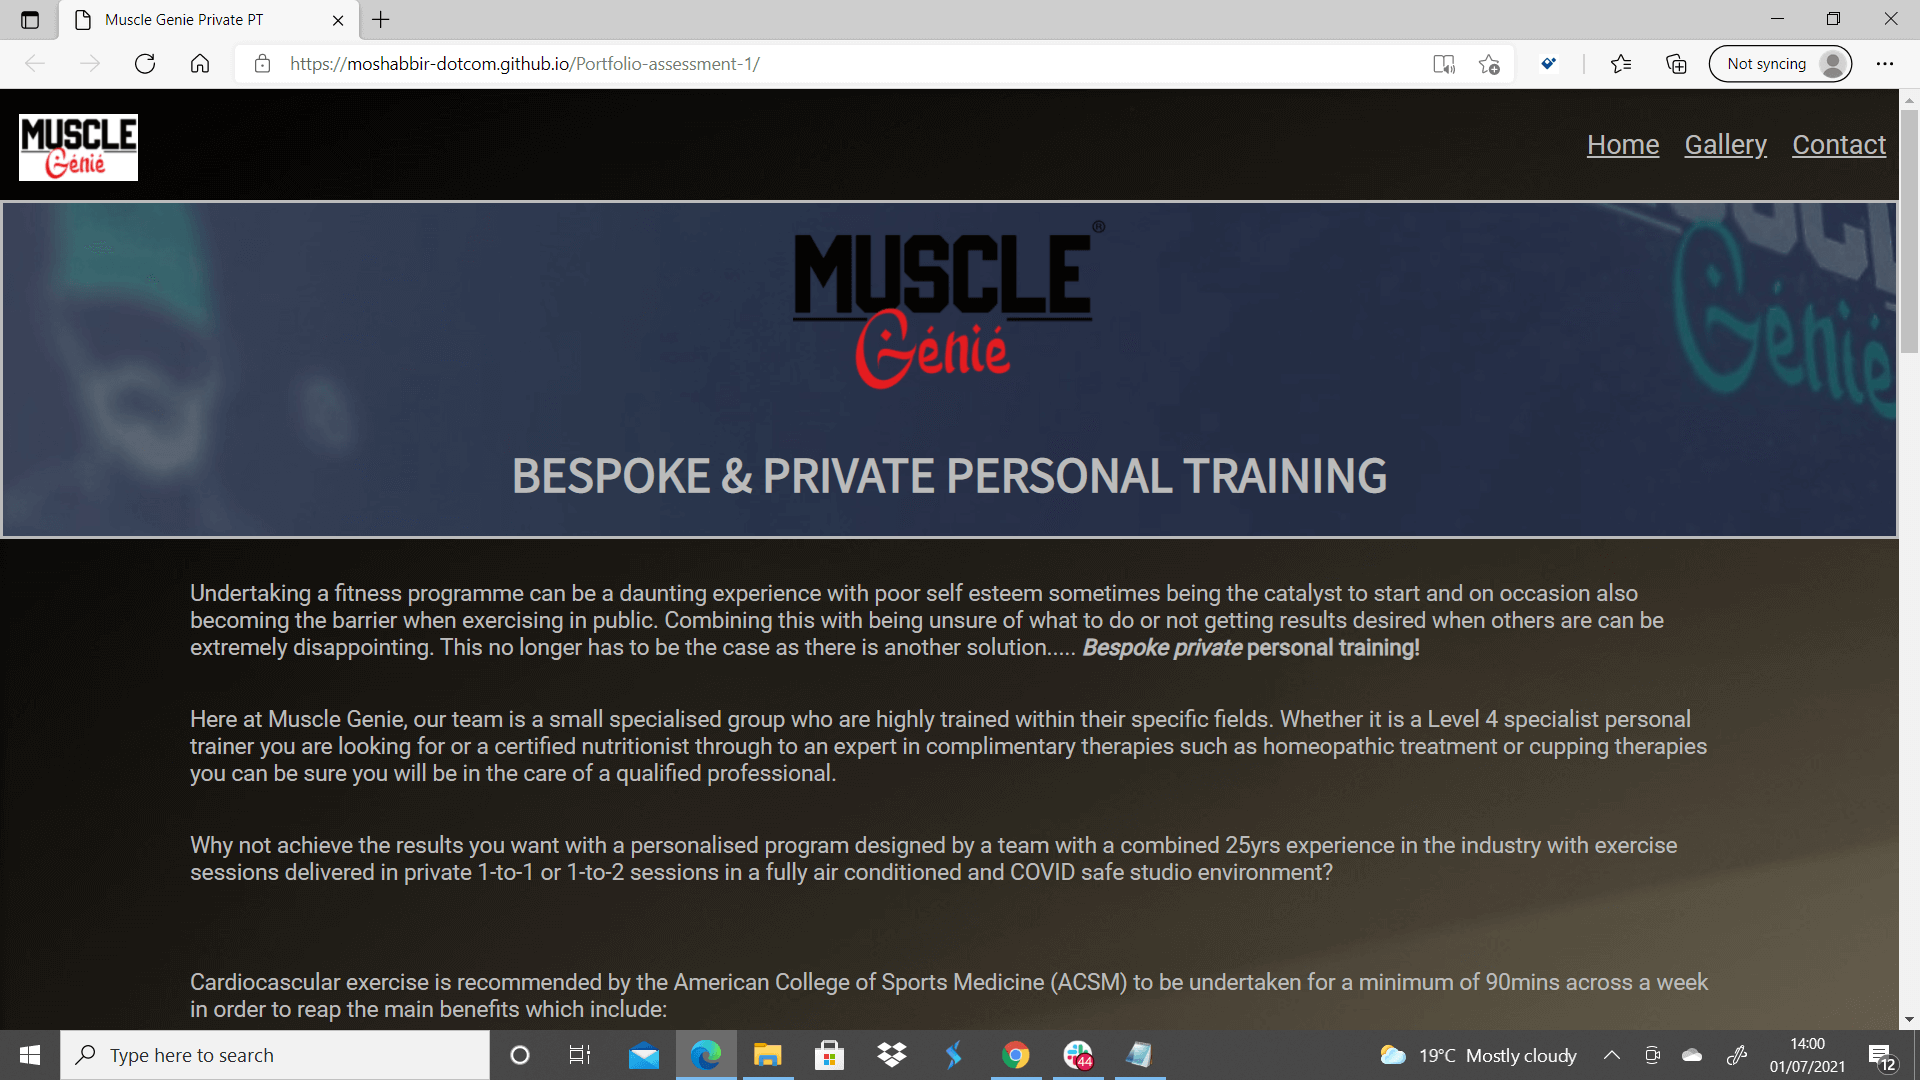 Muscle Genie Private PT
https://moshabbir-dotcom.github.io/Portfolio-assessment-1/
Not syncing
MUSCLE
Génié
Home Gallery Contact
MUSCLE®
Génié
MUSCLE
Génié
BESPOKE & PRIVATE PERSONAL TRAINING
Undertaking a fitness programme can be a daunting experience with poor self esteem sometimes being the catalyst to start and on occasion also
becoming the barrier when exercising in public. Combining this with being unsure of what to do or not getting results desired when others are can be
extremely disappointing. This no longer has to be the case as there is another solution..... Bespoke private personal training!
Here at Muscle Genie, our team is a small specialised group who are highly trained within their specific fields. Whether it is a Level 4 specialist personal
trainer you are looking for or a certified nutritionist through to an expert in complimentary therapies such as homeopathic treatment or cupping therapies
you can be sure you will be in the care of a qualified professional.
Why not achieve the results you want with a personalised program designed by a team with a combined 25yrs experience in the industry with exercise
sessions delivered in private 1-to-1 or 1-to-2 sessions in a fully air conditioned and COVID safe studio environment?
Cardiocascular exercise is recommended by the American College of Sports Medicine (ACSM) to be undertaken for a minimum of 90mins across a week
in order to reap the main benefits which include:
Type here to search
44
19°C Mostly cloudy
14:00
01/07/2021
12